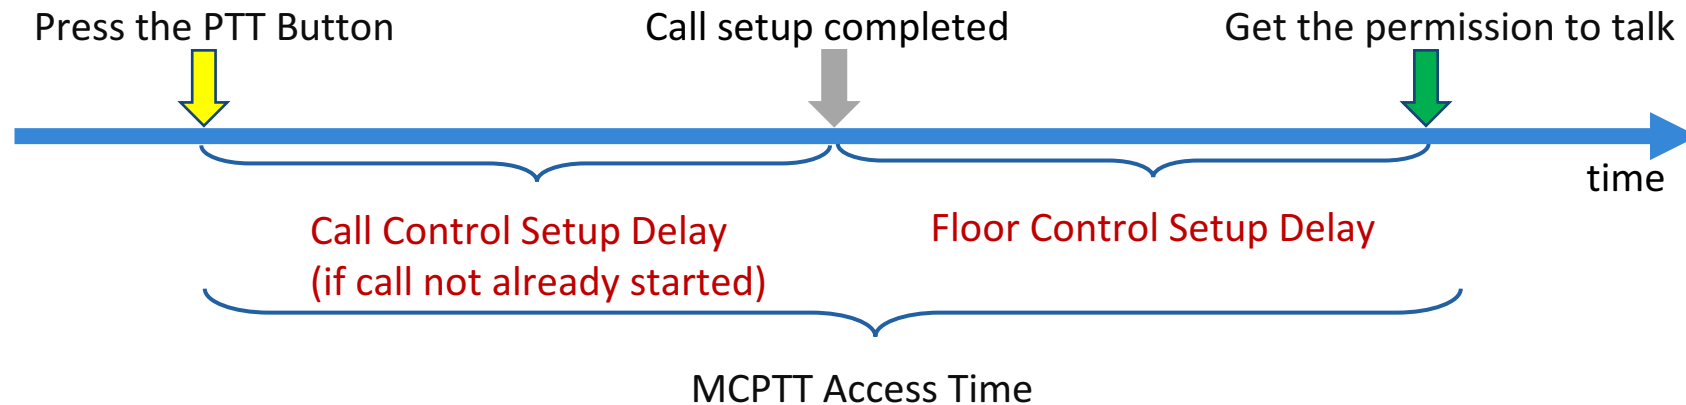 Press the PTT Button
Call setup completed
Get the permission to talk
time
Call Control Setup Delay
(if call not already started)
Floor Control Setup Delay
MCPTT Access Time